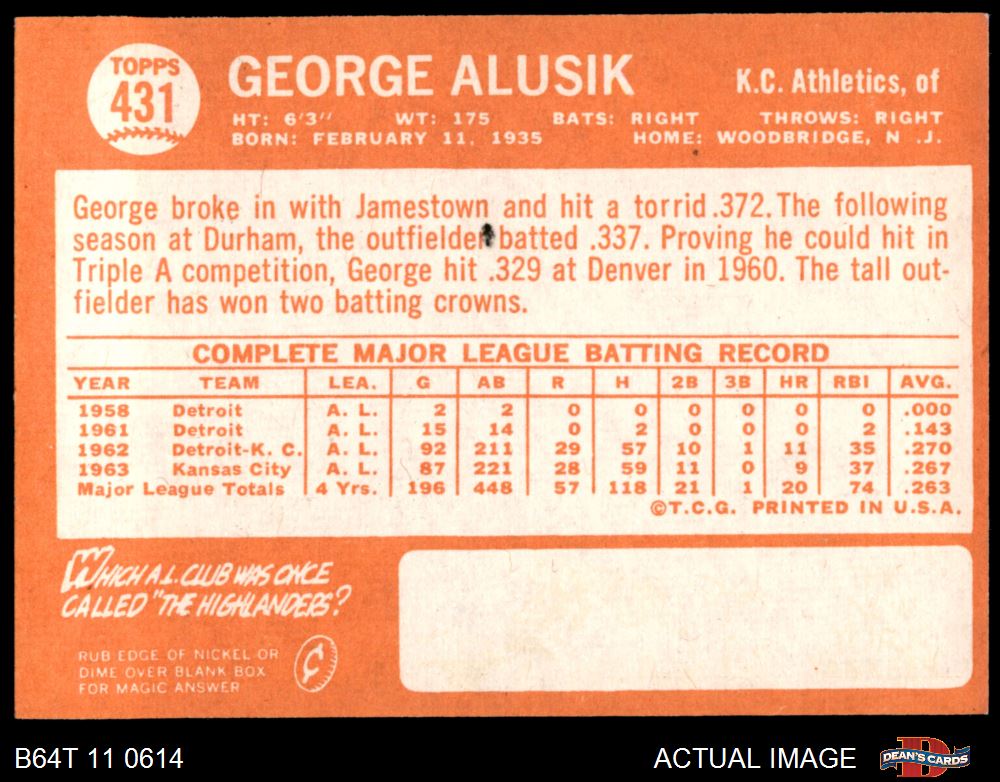 TOPPS
431
GEORGE ALUSIK
K.C. Athletics, of
HT: 6'3" WT: 175 BATS: RIGHT THROWS: RIGHT
BORN: FEBRUARY 11, 1935 HOME: WOODBRIDGE, N .J.
George broke in with Jamestown and hit a torrid .372. The following
season at Durham, the outfielder batted .337. Proving he could hit in
Triple A competition, George hit .329 at Denver in 1960. The tall out-
fielder has won two batting crowns.
COMPLETE MAJOR LEAGUE BATTING RECORD
YEAR TEAM LEA. G AB R H 2B 3B HR RBI AVG.
1958 Detroit A. L. 2 2 0 0 0 0 0 0 .000
1961 Detroit A. L. 15 14 0 2 0 0 0 2 .143
1962 Detroit-K. C. A. L. 92 211 29 57 10 1 11 35 .270
1963 Kansas City A. L. 87 221 28 59 11 0 9 37 .267
Major League Totals 4 Yrs. 196 448 57 118 21 1 20 74 .263
©T.C.G. PRINTED IN U.S.A.
WHICH A.L. CLUB WAS ONCE
CALLED "THE HIGHLANDERS?
RUB EDGE OF NICKEL OR
DIME OVER BLANK BOX
FOR MAGIC ANSWER
¢
B64T 11 0614
ACTUAL IMAGE
D
DEAN'S CARDS